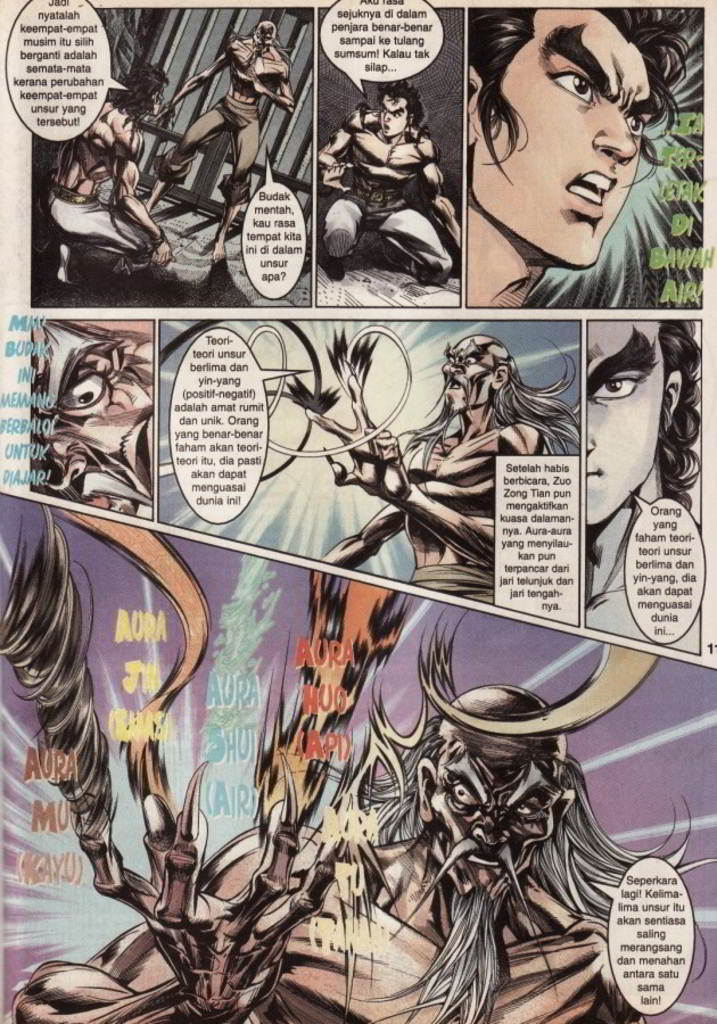 Jadi
nyatalah
keempat-empat
musim itu silih
berganti adalah
semata-mata
kerana perubahan
keempat-empat
unsur yang
tersebut!
Budak
mentah,
kau rasa
tempat kita
ini di dalam
unsur
apa?
Aku rasa
sejuknya di dalam
penjara benar-benar
sampai ke tulang
sumsum! Kalau tak
silap...
...IA
TER-
LETAK
DI
BAWAH
AIR!
BUDAK
INI
MEMANG
BERBALOI
UNTUK
DIAJAR!
Teori-
teori unsur
berlima dan
yin-yang
(positif-negatif)
adalah amat rumit
dan unik. Orang
yang benar-benar
faham akan teori-
teori itu, dia pasti
akan menguasai
dunia ini!
Setelah habis
berbicara, Zuo
Zong Tian pun
mengaktifkan
kuasa dalaman-
nya. Aura-aura
yang menyilau-
kan pun
terpancar dari
jari telunjuk dan
jari tengah-
nya.
Orang
yang faham
teori-teori
unsur berlima
dan yin-yang, dia
akan dapat
menguasai
dunia
ini...
AURA
MU
(KAYU)
AURA
JIN
(EMAS)
AURA
SHUI
(AIR)
AURA
HUO
(API)
AURA
TU
Seperkara
lagi! Kelima-
lima unsur itu
akan sentiasa
saling
merangsang
dan menahan
antara satu
sama
lain!